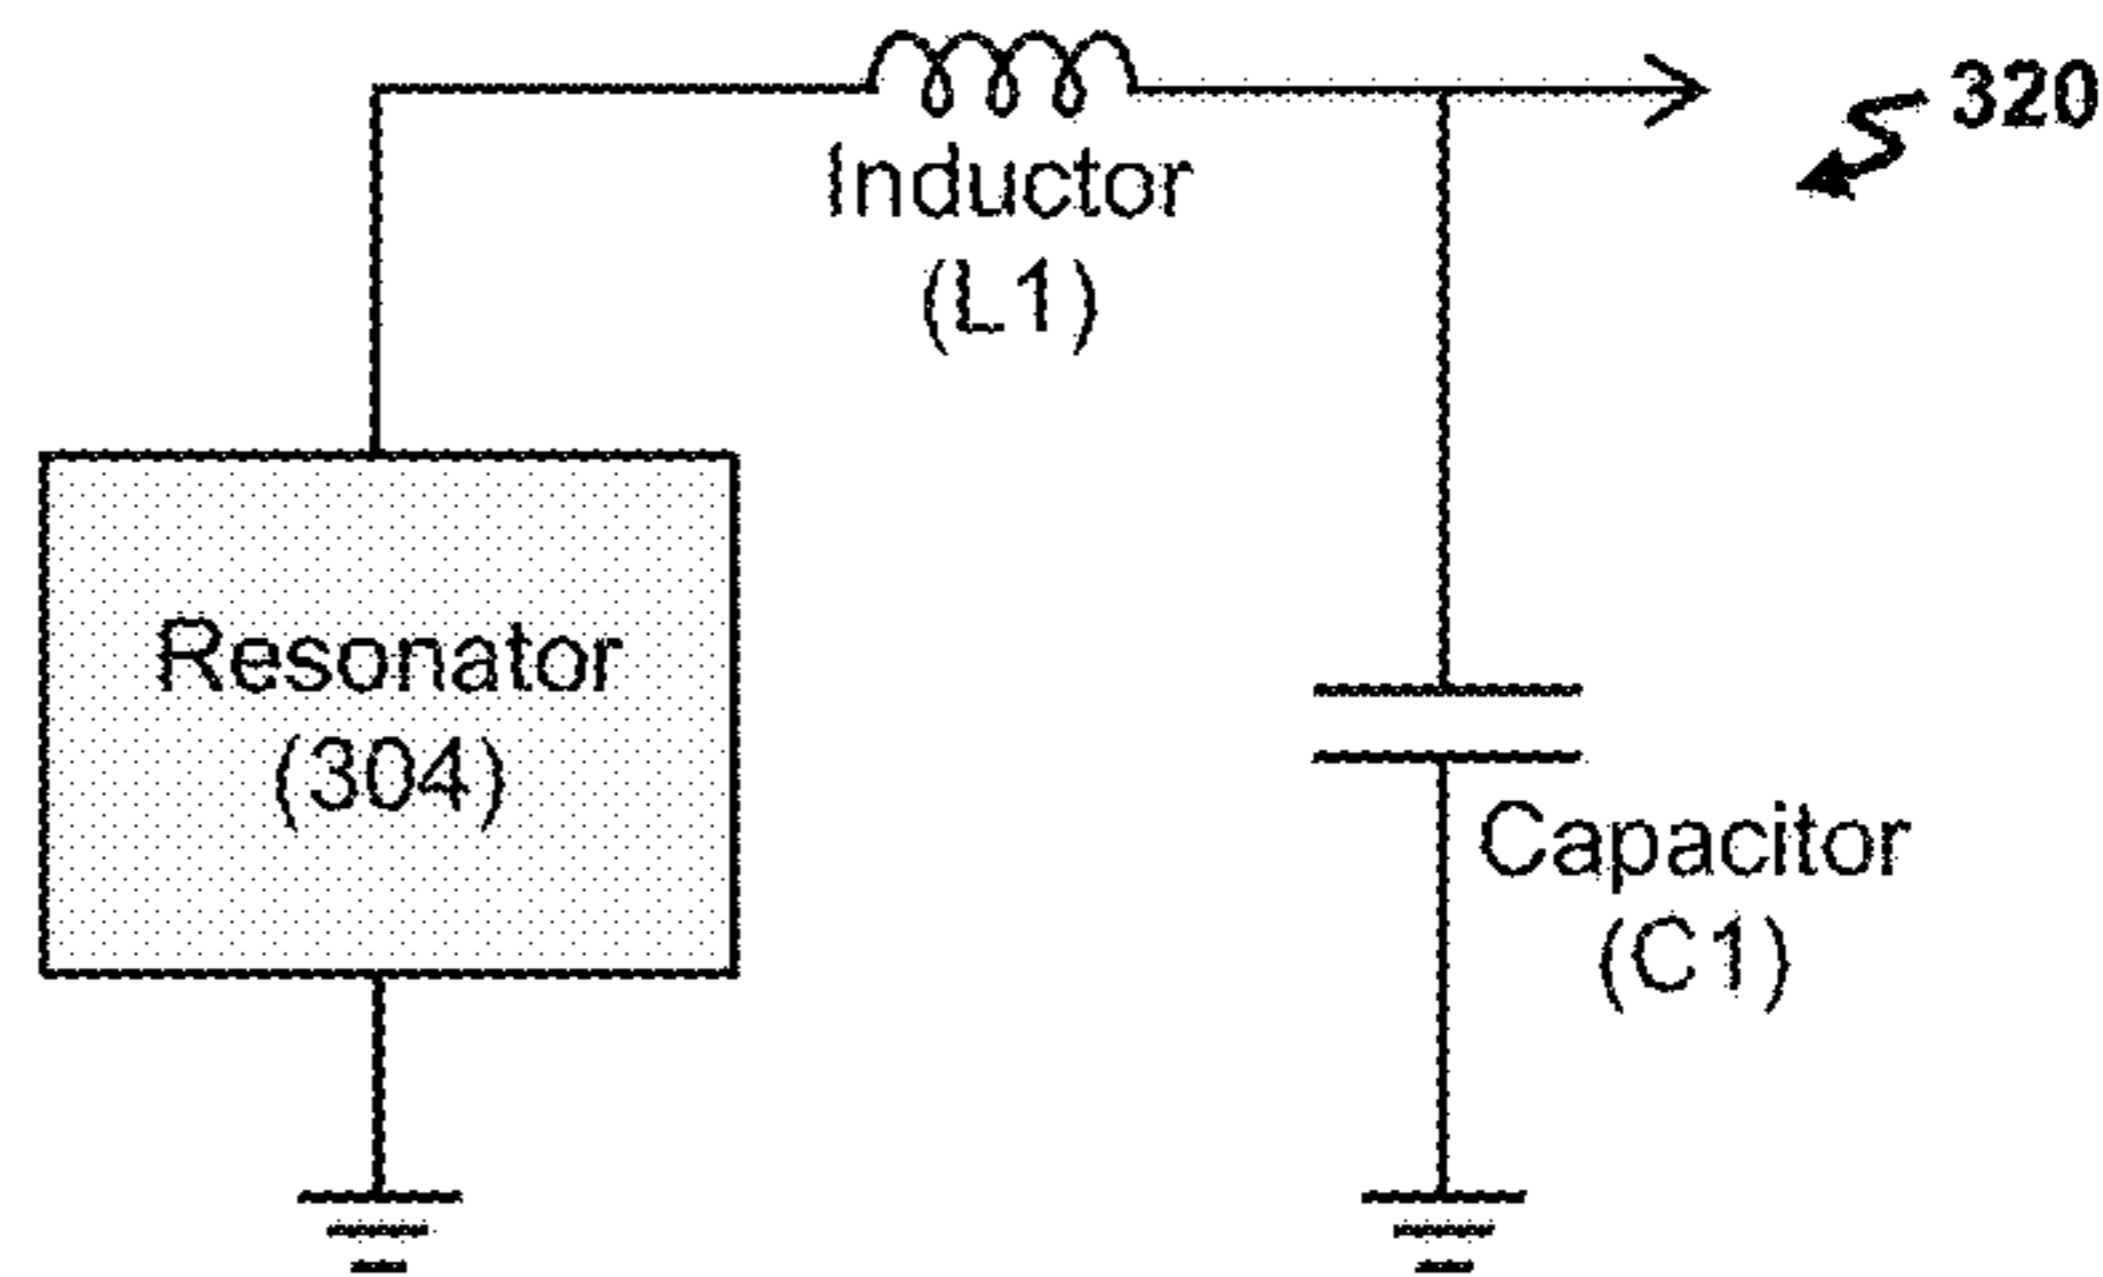 320
Inductor
(L1)
Resonator
(304)
Capacitor
(C1)